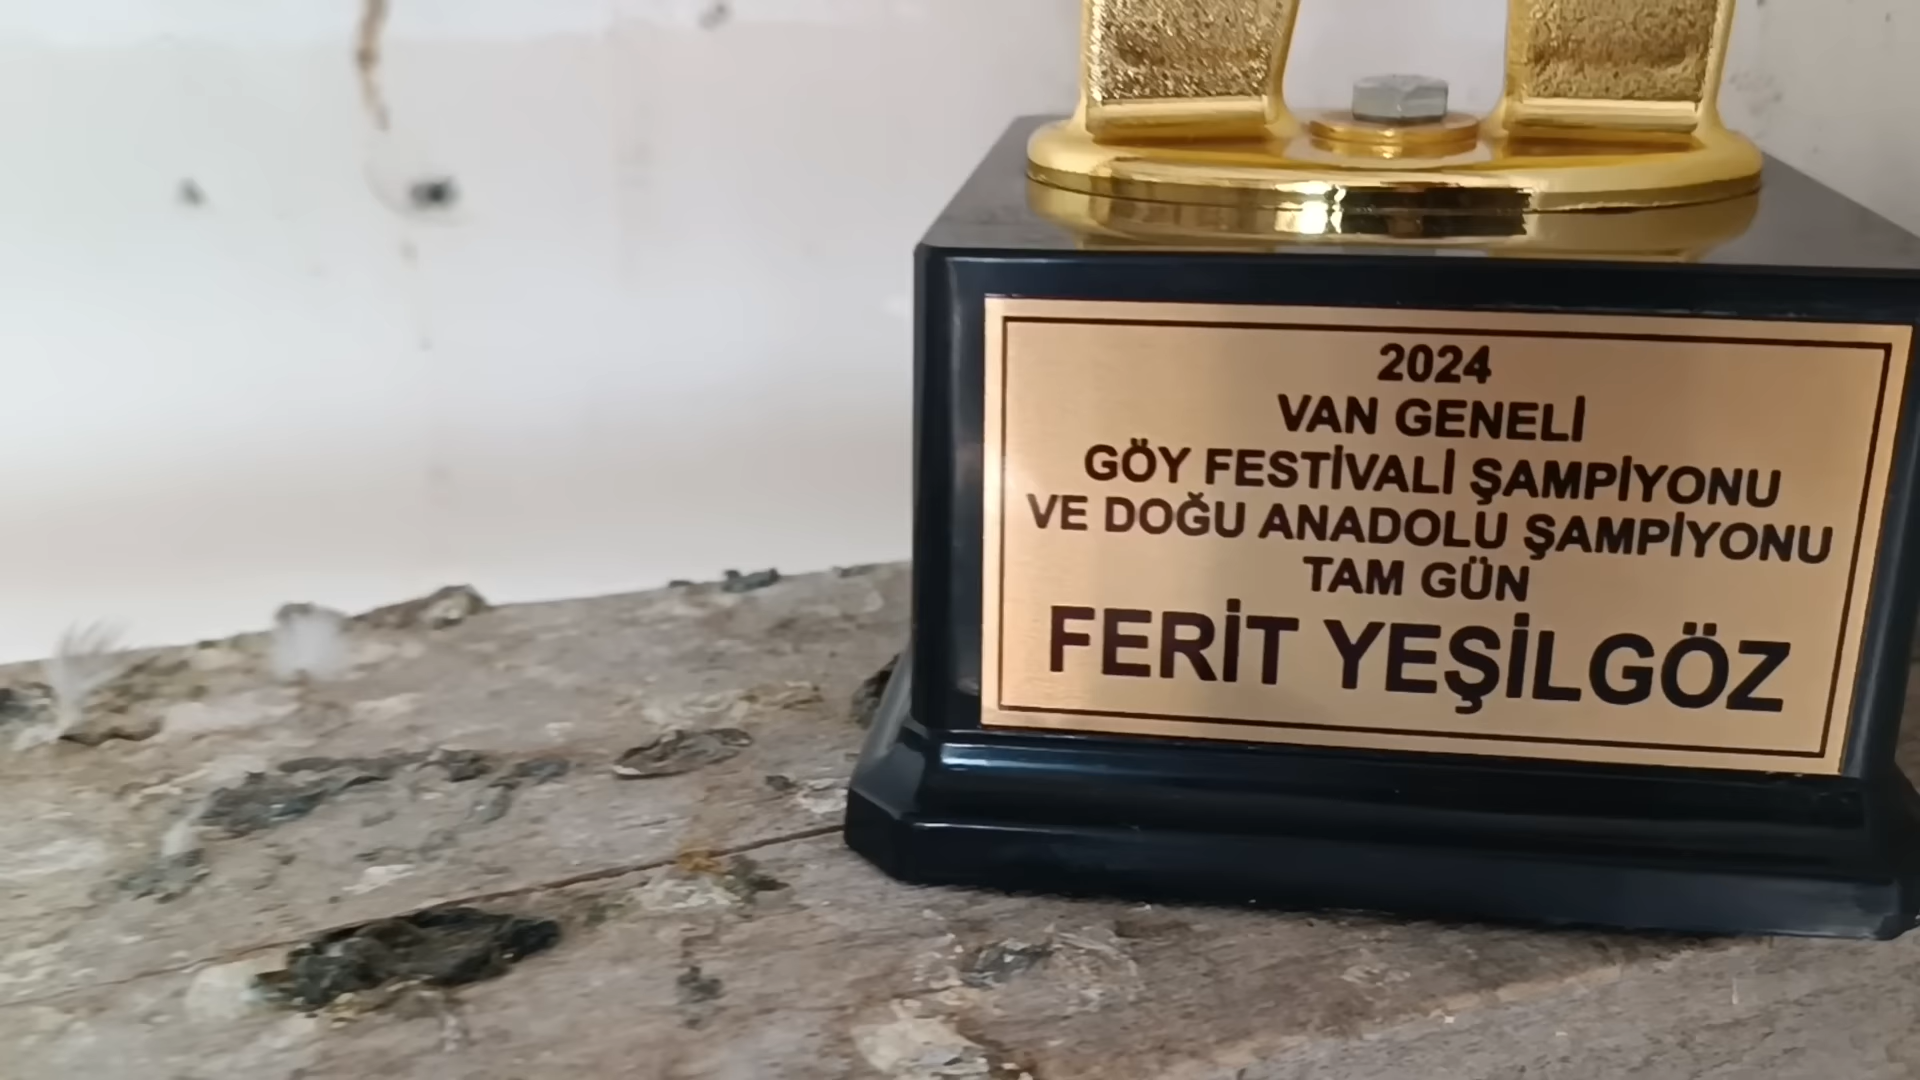 2024
VAN GENELİ
GÖY FESTİVALİ ŞAMPİYONU
VE DOĞU ANADOLU ŞAMPİYONU
TAM GÜN
FERİT YEŞİLGÖZ